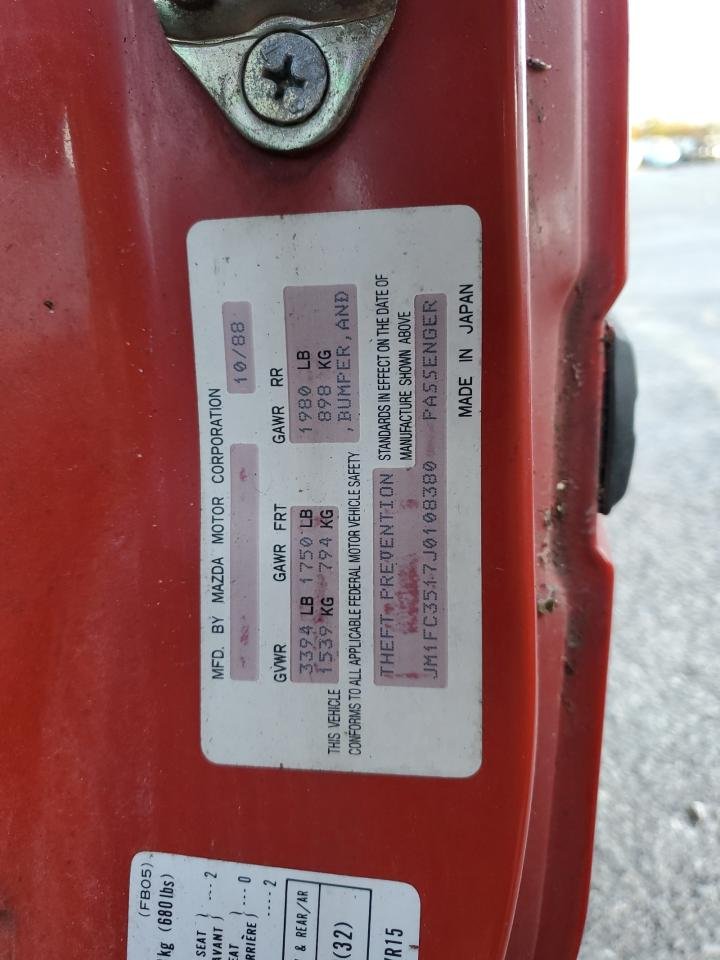 MFD. BY MAZDA MOTOR CORPORATION 10/88
GVWR GAWR FRT GAWR RR
3394 LB 1750 LB 1980 LB
1539 KG 794 KG 898 KG
THIS VEHICLE ,BUMPER,AND
CONFORMS TO ALL APPLICABLE FEDERAL MOTOR VEHICLE SAFETY
THEFT PREVENTION STANDARDS IN EFFECT ON THE DATE OF
MANUFACTURE SHOWN ABOVE
JM1FC3517J0108380 PASSENGER
MADE IN JAPAN
(FB05)
kg (680 lbs)
SEAT
AVANT) --- 2
EAT
RRIÈRE) --- 0
---- 2
& REAR/AR
(32)
R15